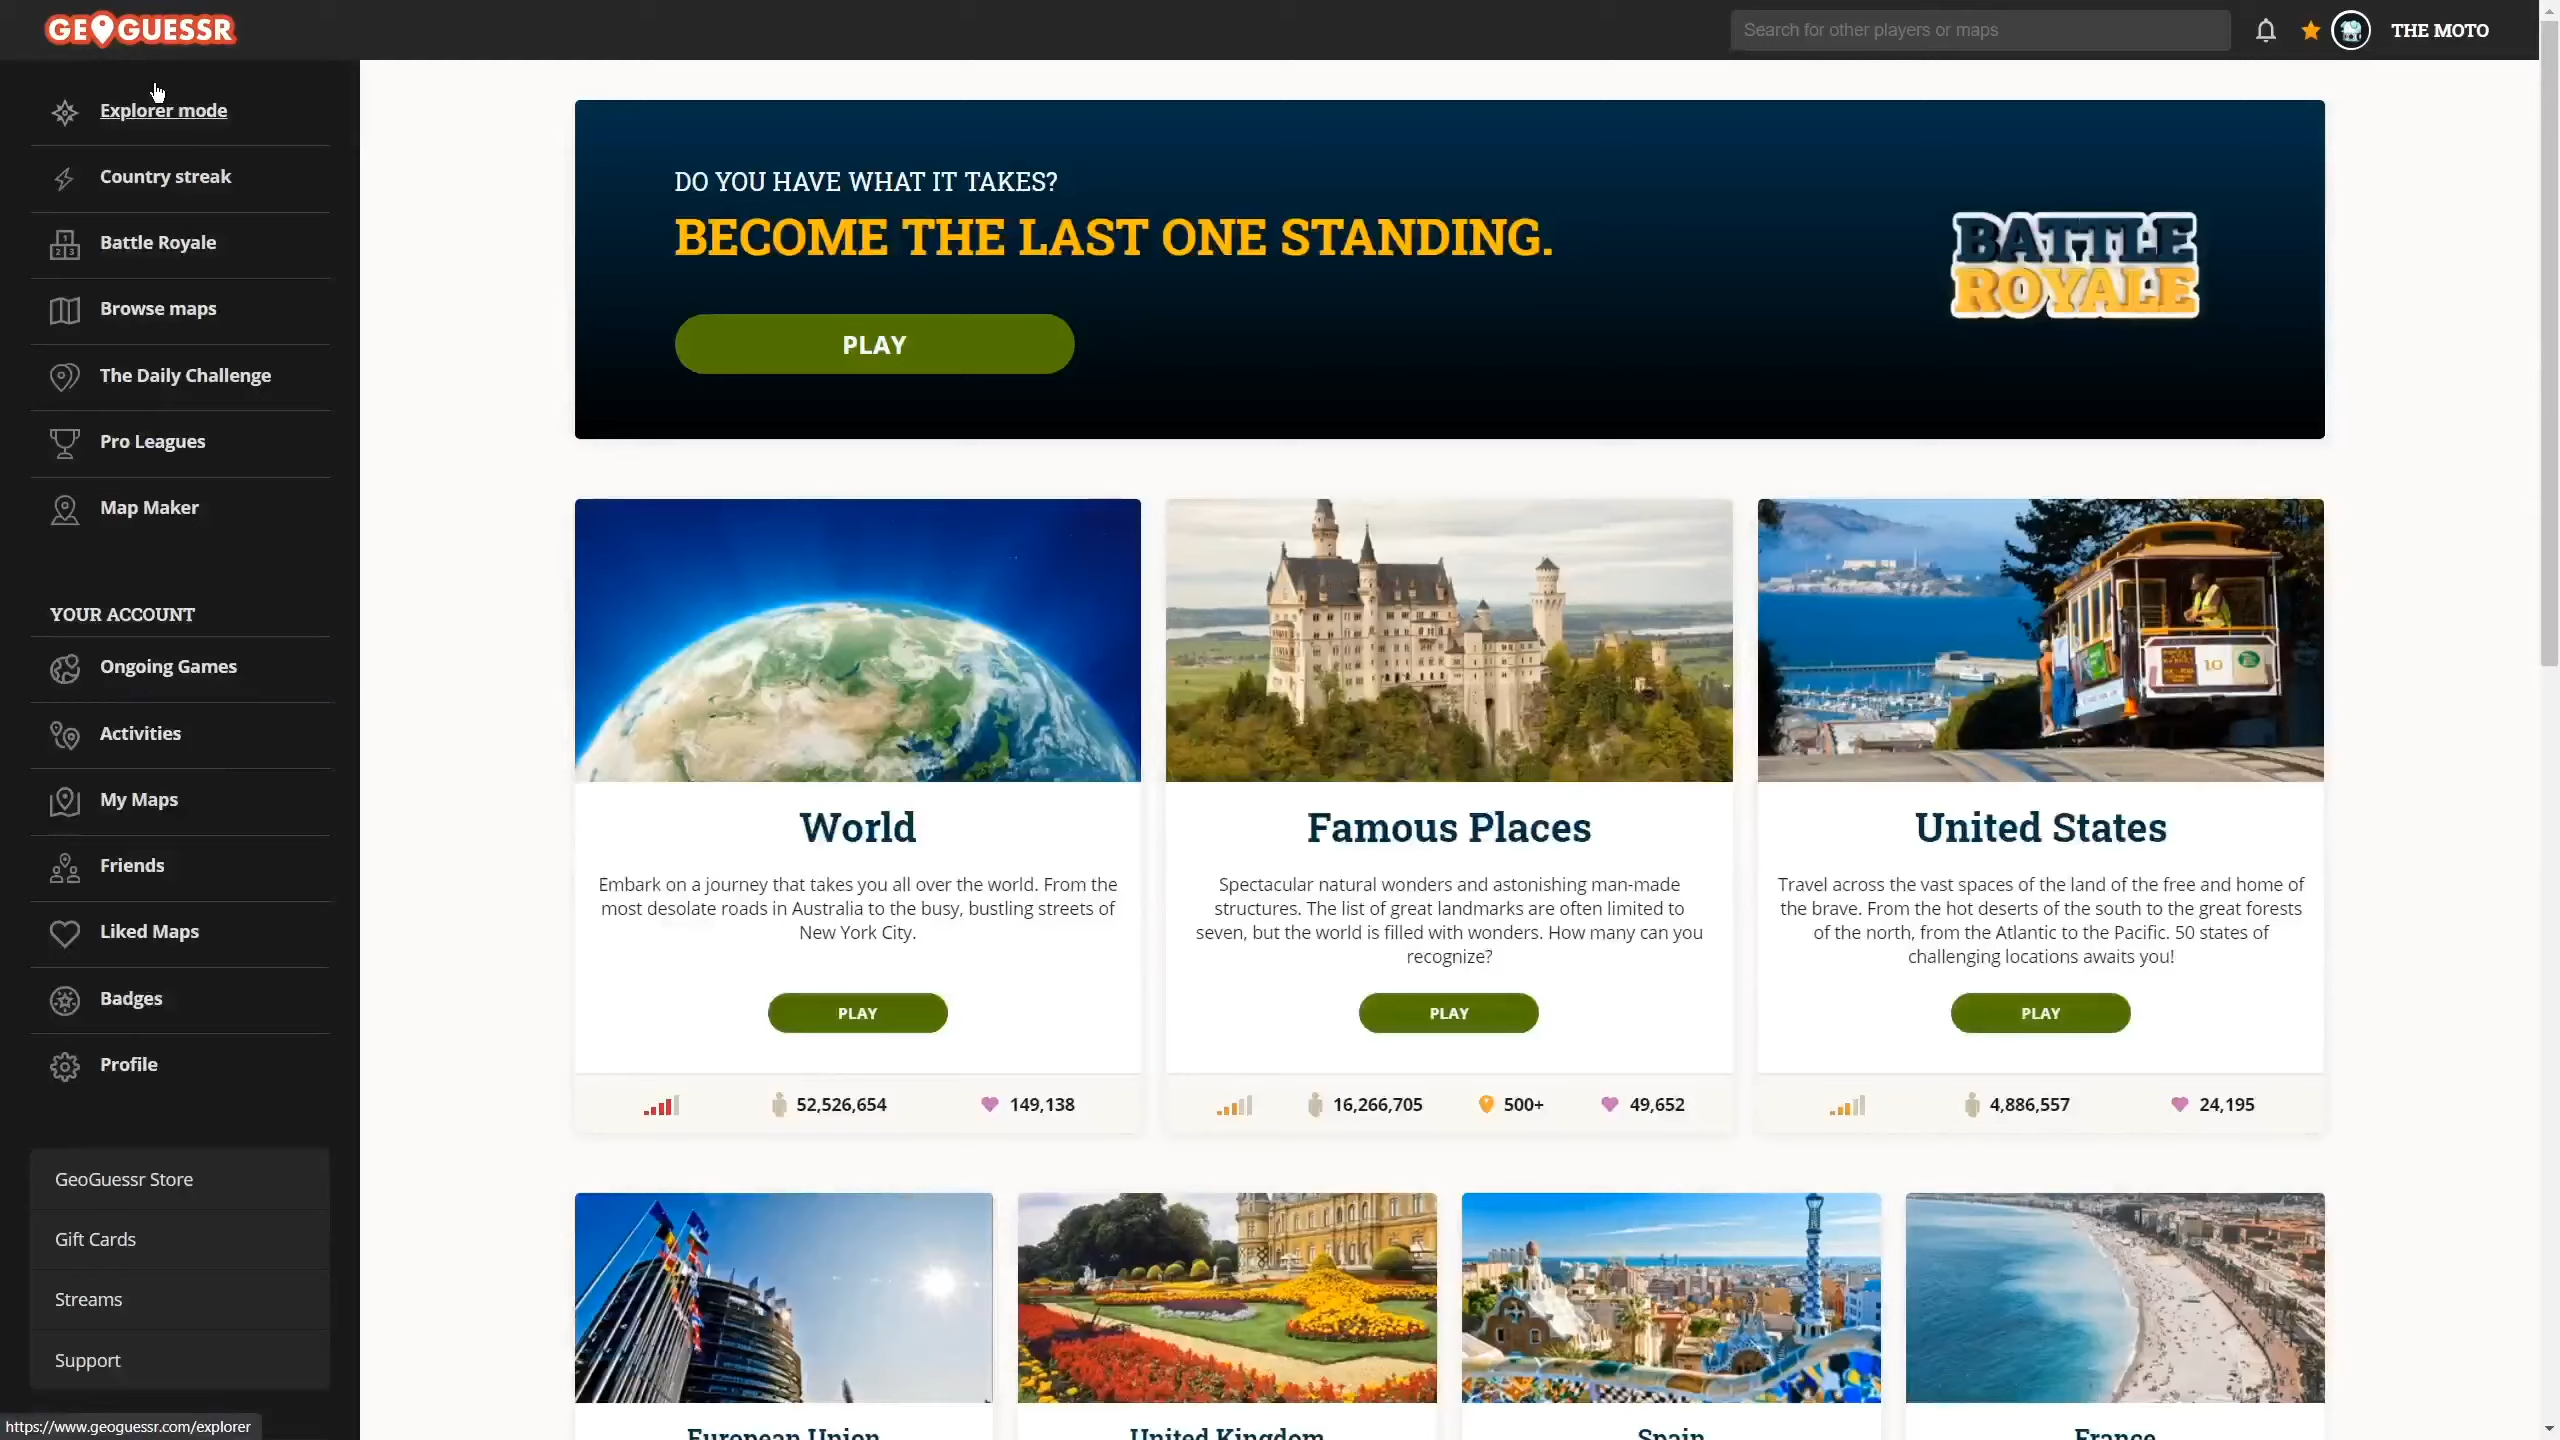 GEOGUESSR
Search for other players or maps
THE MOTO
Explorer mode
Country streak
Battle Royale
Browse maps
The Daily Challenge
Pro Leagues
Map Maker
YOUR ACCOUNT
Ongoing Games
Activities
My Maps
Friends
Liked Maps
Badges
Profile
GeoGuessr Store
Gift Cards
Streams
Support
https://www.geoguessr.com/explorer
DO YOU HAVE WHAT IT TAKES?
BECOME THE LAST ONE STANDING.
PLAY
BATTLE
ROYALE
World
Embark on a journey that takes you all over the world. From the
most desolate roads in Australia to the busy, bustling streets of
New York City.
PLAY
52,526,654
149,138
Famous Places
Spectacular natural wonders and astonishing man-made
structures. The list of great landmarks are often limited to
seven, but the world is filled with wonders. How many can you
recognize?
PLAY
16,266,705
500+
49,652
10
United States
Travel across the vast spaces of the land of the free and home of
the brave. From the hot deserts of the south to the great forests
of the north, from the Atlantic to the Pacific. 50 states of
challenging locations awaits you!
PLAY
4,886,557
24,195
European Union
United Kingdom
Spain
France